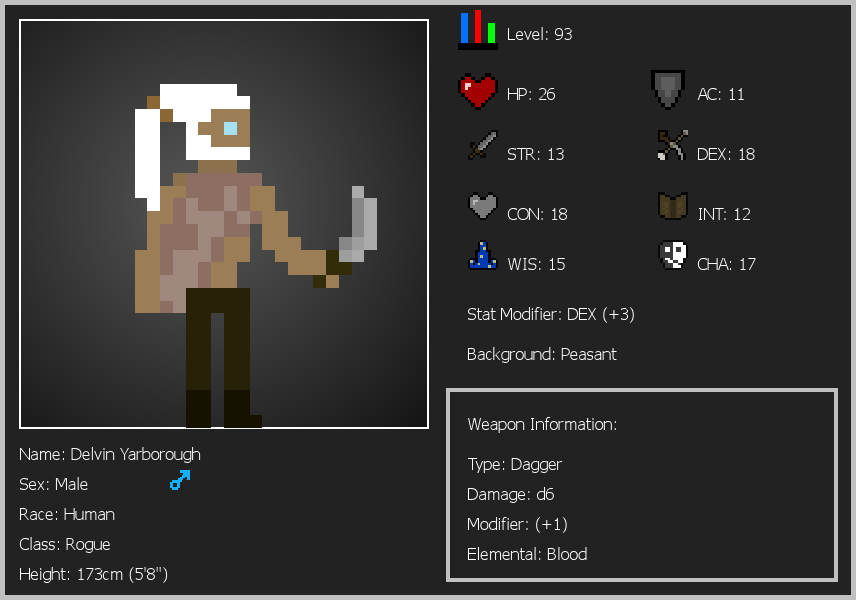 Level: 93
HP: 26
AC: 11
STR: 13
DEX: 18
CON: 18
INT: 12
WIS: 15
CHA: 17
Stat Modifier: DEX (+3)
Background: Peasant
Weapon Information:
Type: Dagger
Damage: d6
Modifier: (+1)
Elemental: Blood
Name: Delvin Yarborough
Sex: Male
Race: Human
Class: Rogue
Height: 173cm (5'8")